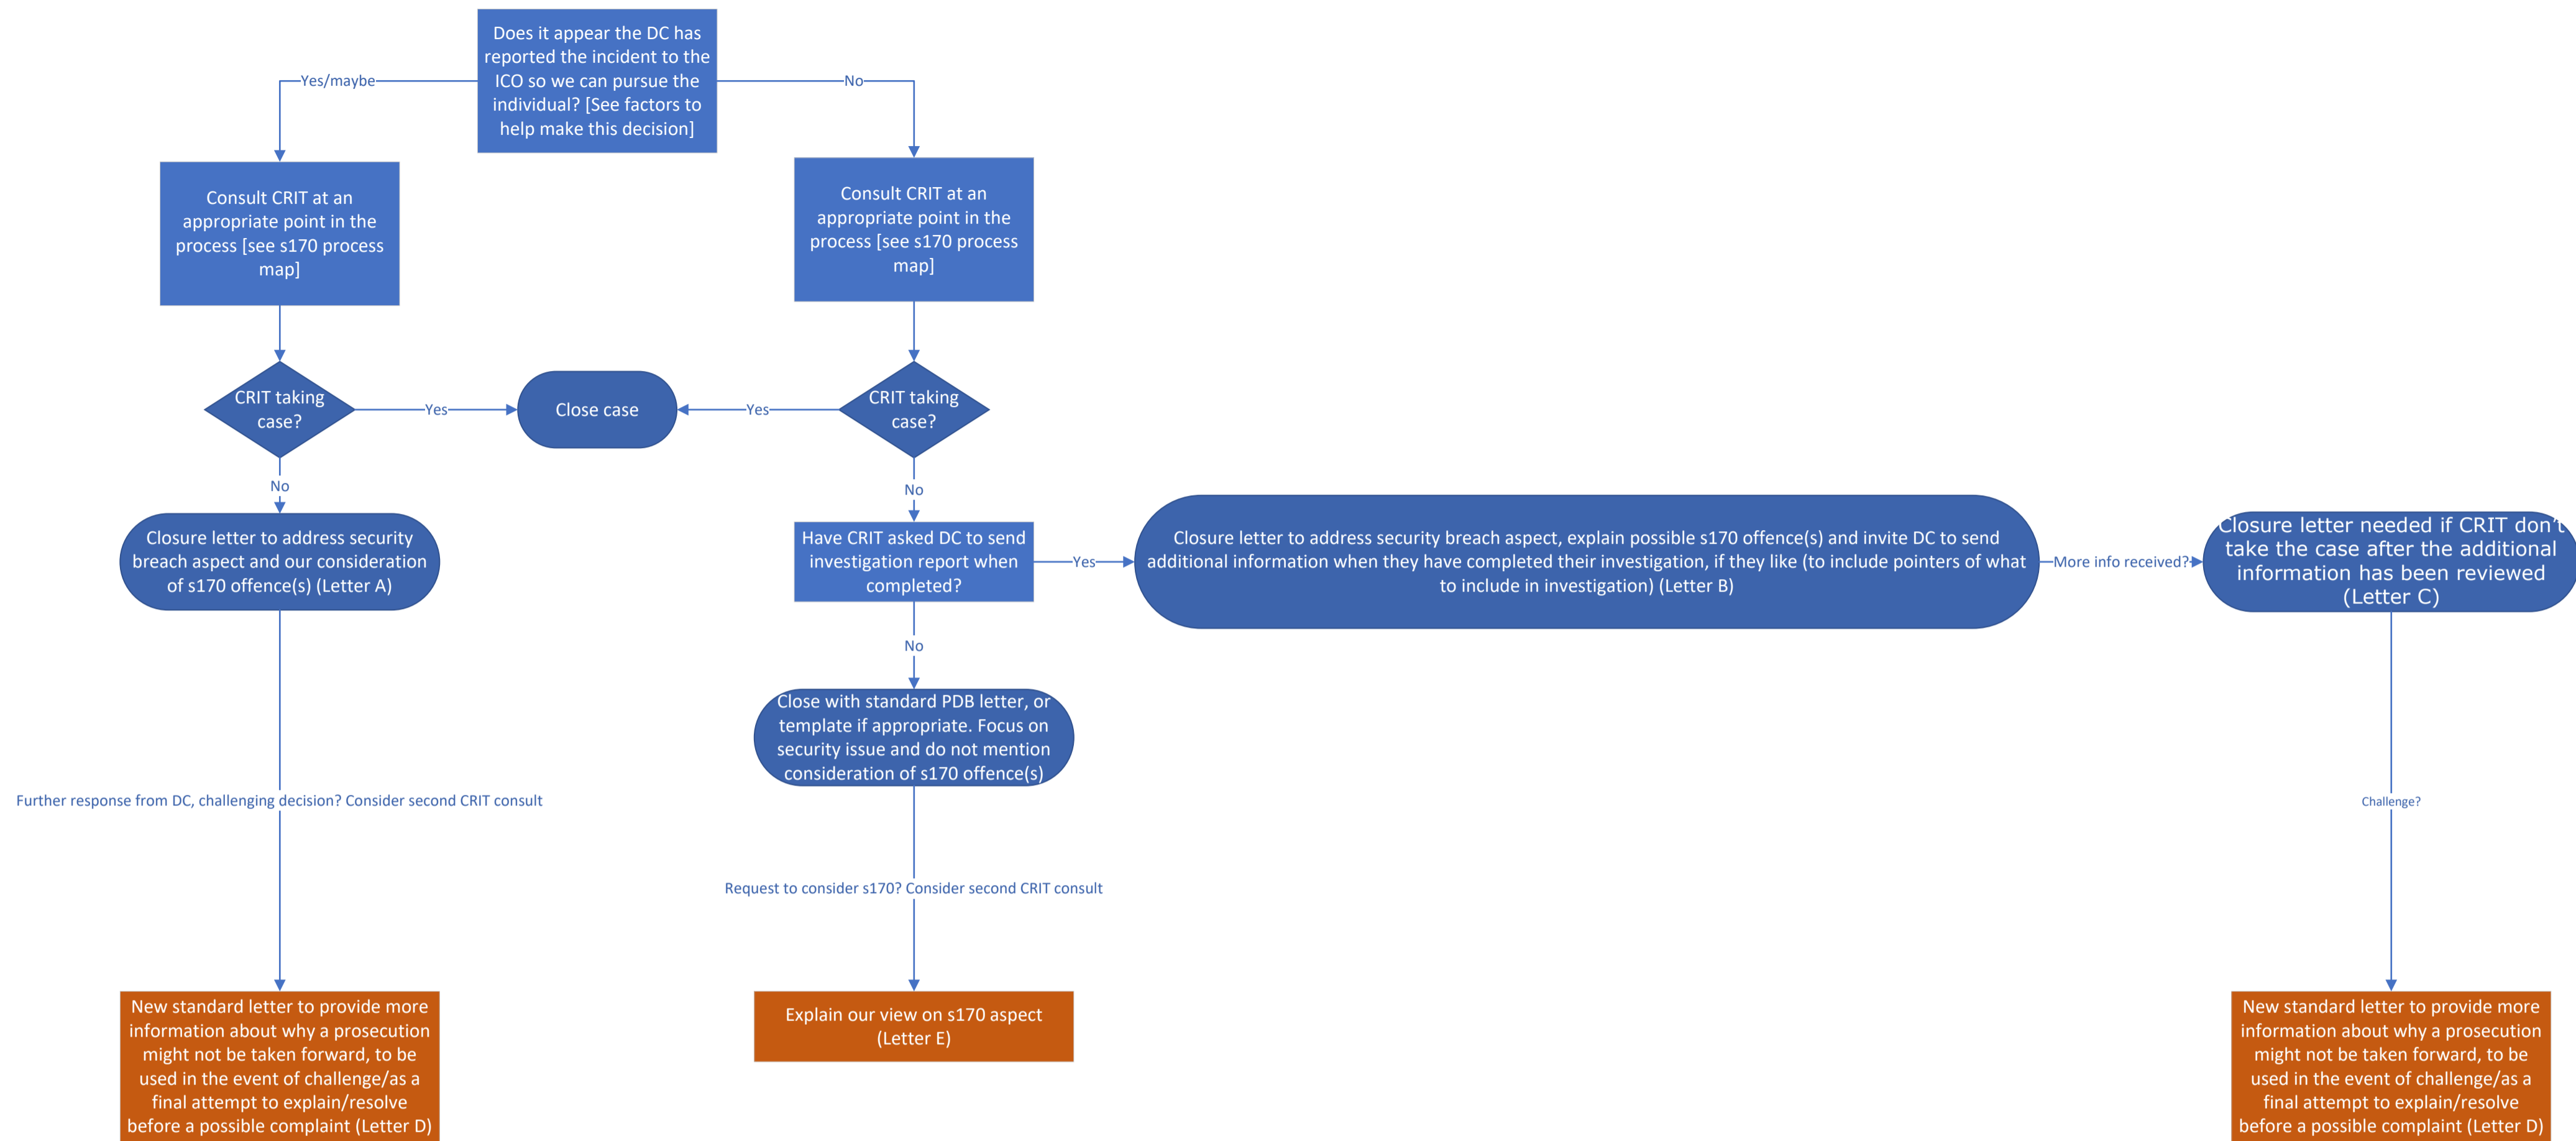 Does it appear the DC has
reported the incident to the
ICO so we can pursue the
individual? [See factors to
help make this decision]
Yes/maybe
No
Consult CRIT at an
appropriate point in the
process [see s170 process
map]
Consult CRIT at an
appropriate point in the
process [see s170 process
map]
CRIT taking
case?
Yes
Close case
Yes
CRIT taking
case?
No
No
Closure letter to address security
breach aspect and our consideration
of s170 offence(s) (Letter A)
Have CRIT asked DC to send
investigation report when
completed?
Yes
Closure letter to address security breach aspect, explain possible s170 offence(s) and invite DC to send
additional information when they have completed their investigation, if they like (to include pointers of what
to include in investigation) (Letter B)
More info received?
Closure letter needed if CRIT don't
take the case after the additional
information has been reviewed
(Letter C)
No
Close with standard PDB letter, or
template if appropriate. Focus on
security issue and do not mention
consideration of s170 offence(s)
Further response from DC, challenging decision? Consider second CRIT consult
Challenge?
Request to consider s170? Consider second CRIT consult
New standard letter to provide more
information about why a prosecution
might not be taken forward, to be
used in the event of challenge/as a
final attempt to explain/resolve
before a possible complaint (Letter D)
Explain our view on s170 aspect
(Letter E)
New standard letter to provide more
information about why a prosecution
might not be taken forward, to be
used in the event of challenge/as a
final attempt to explain/resolve
before a possible complaint (Letter D)